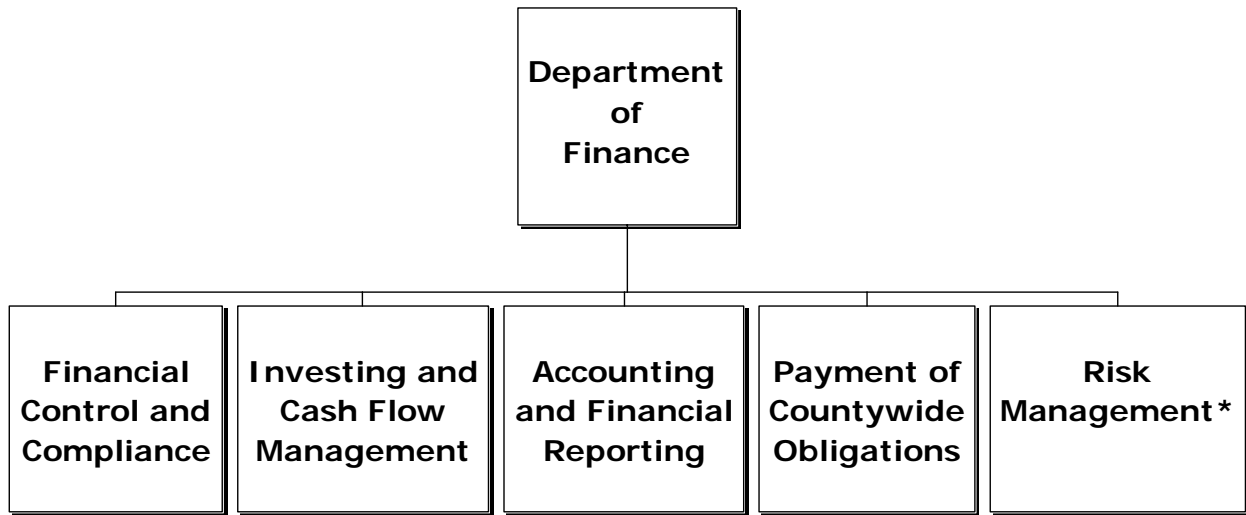 Department
of
Finance
Financial
Control and
Compliance
Investing and
Cash Flow
Management
Accounting
and Financial
Reporting
Payment of
Countywide
Obligations
Risk
Management*